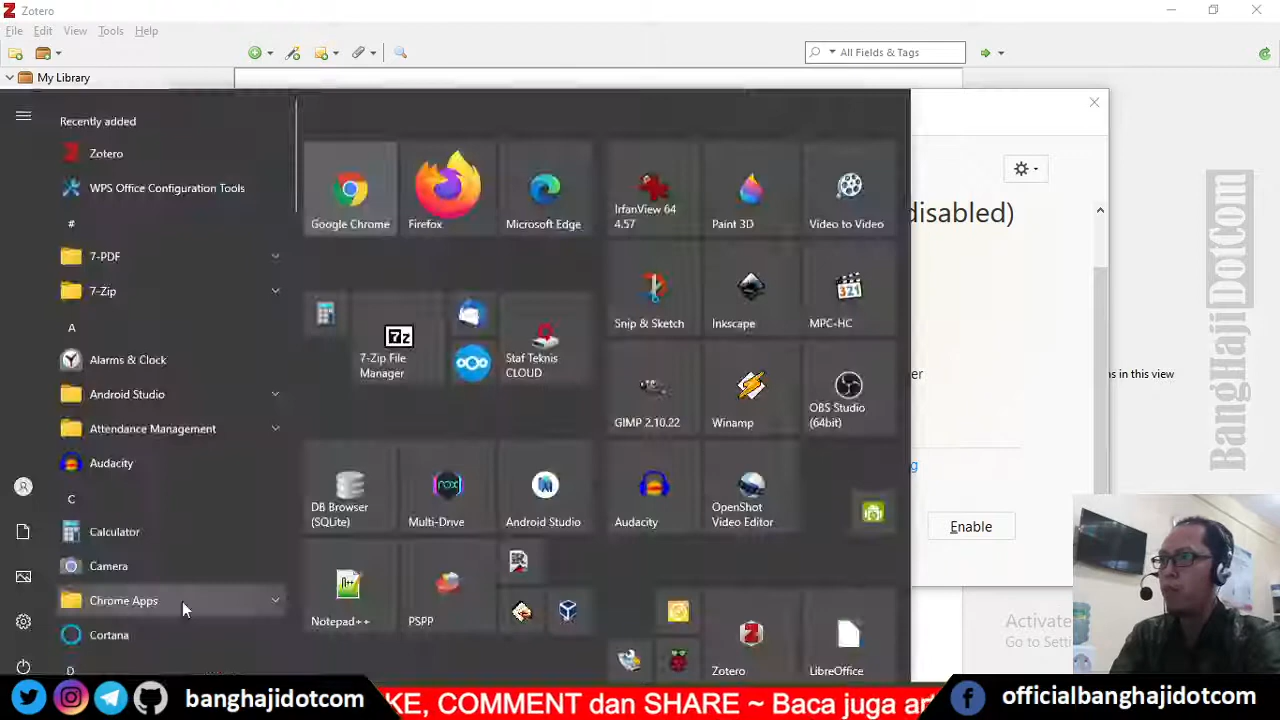 Zotero
File Edit View Tools Help
All Fields & Tags
My Library
Recently added
Zotero
WPS Office Configuration Tools
#
7-PDF
7-Zip
A
Alarms & Clock
Android Studio
Attendance Management
Audacity
C
Calculator
Camera
Chrome Apps
Cortana
D
Google Chrome
Firefox
Microsoft Edge
IrfanView 64
4.57
Paint 3D
Video to Video
7-Zip File
Manager
Staf Teknis
CLOUD
Snip & Sketch
Inkscape
MPC-HC
GIMP 2.10.22
Winamp
OBS Studio
(64bit)
DB Browser
(SQLite)
Multi-Drive
Android Studio
Audacity
OpenShot
Video Editor
Notepad++
PSPP
Zotero
LibreOffice
disabled)
er
ns in this view
g
Enable
Activate
Go to Setti
BangHajiDotCom
banghajidotcom
KE, COMMENT dan SHARE ~ Baca juga ar
officialbanghajidotcom